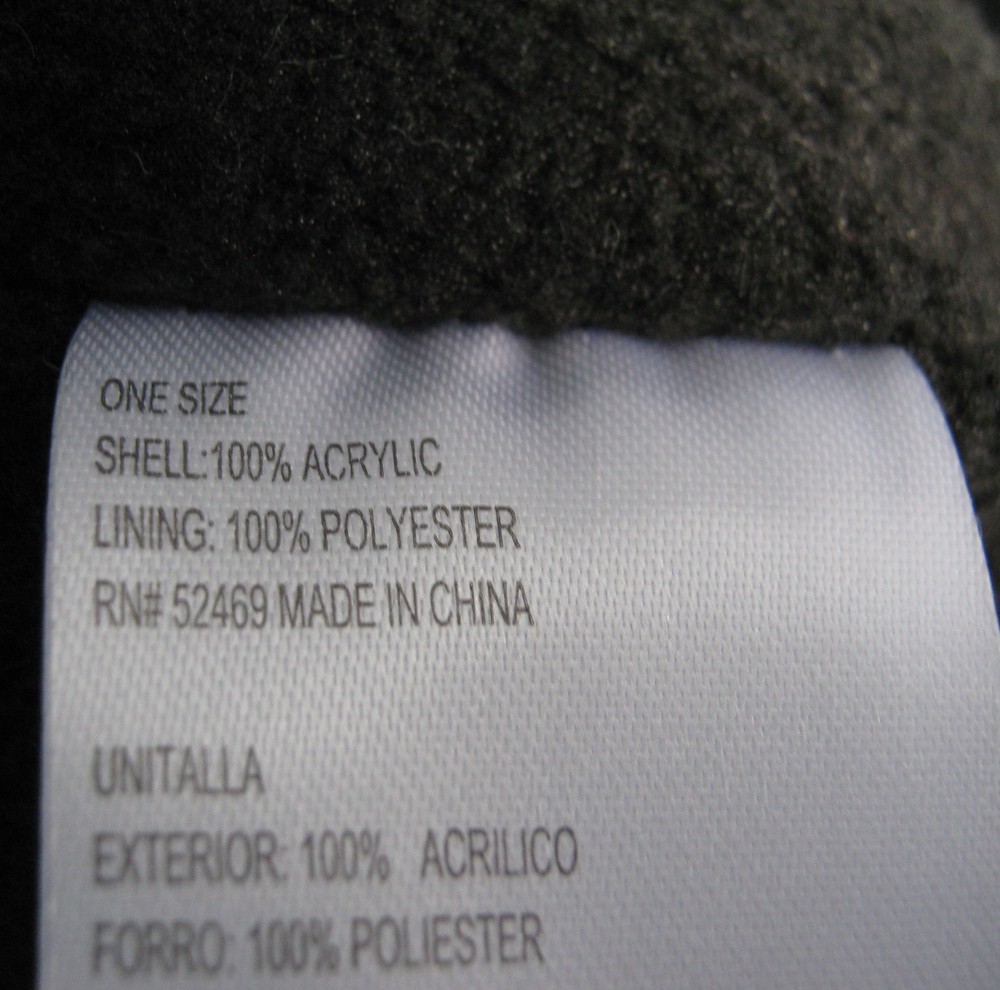 ONE SIZE
SHELL:100% ACRYLIC
LINING: 100% POLYESTER
RN# 52469 MADE IN CHINA
UNITALLA
EXTERIOR: 100% ACRILICO
FORRO: 100% POLIESTER